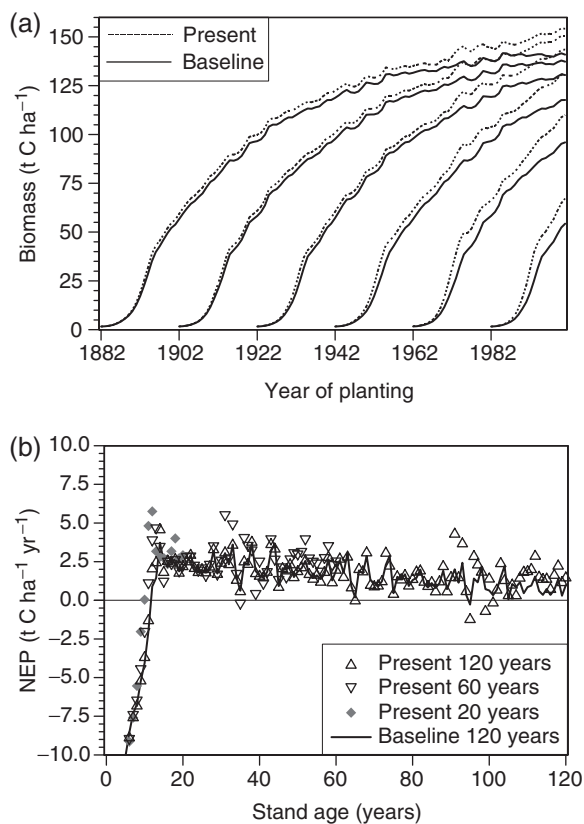 (a)
Present
Baseline
150
125
100
75
50
25
0
Biomass (t C ha−1)
1882 1902 1922 1942 1962 1982
Year of planting
(b)
10.0
7.5
5.0
2.5
0.0
−2.5
−5.0
−7.5
−10.0
NEP (t C ha−1 yr−1)
Present 120 years
Present 60 years
Present 20 years
Baseline 120 years
0 20 40 60 80 100 120
Stand age (years)